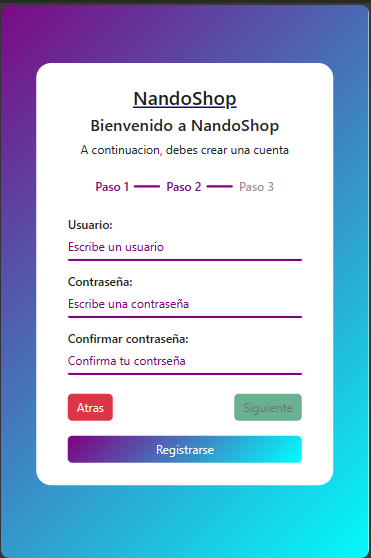 NandoShop
Bienvenido a NandoShop
A continuacion, debes crear una cuenta
Paso 1 Paso 2 Paso 3
Usuario:
Escribe un usuario
Contraseña:
Escribe una contraseña
Confirmar contraseña:
Confirma tu contrseña
Atras Siguiente
Registrarse